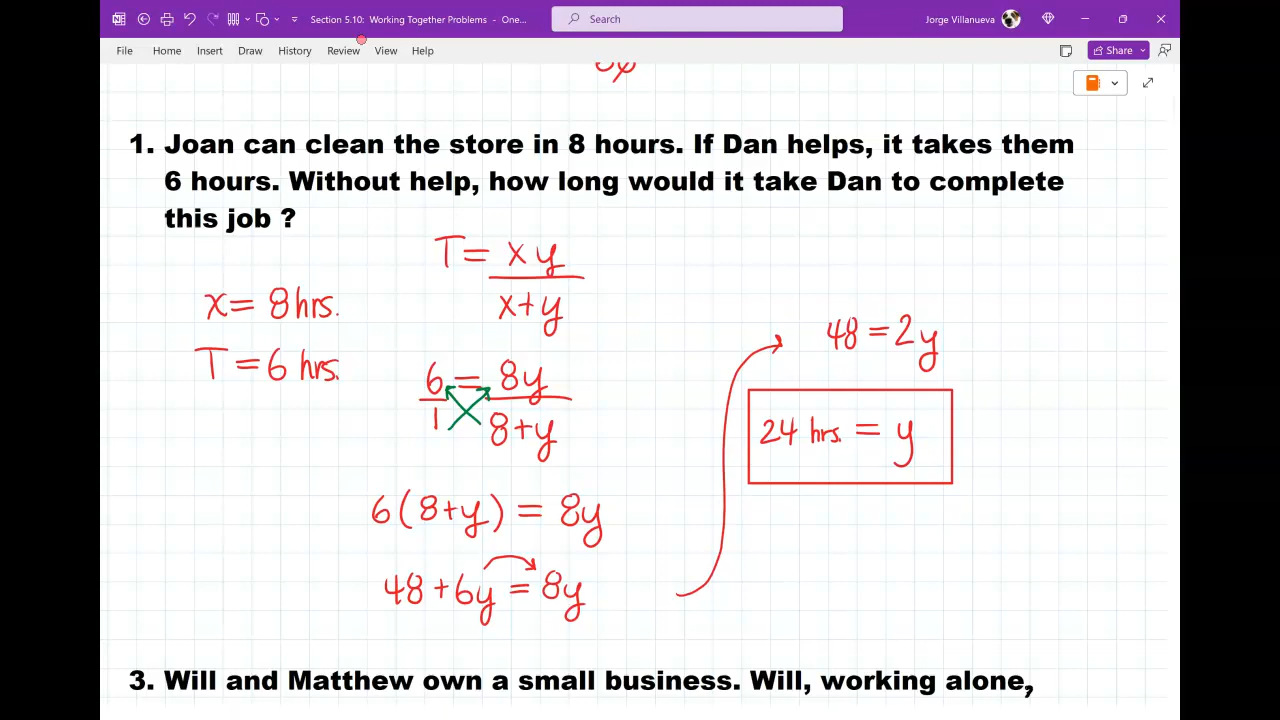 Section 5.10: Working Together Problems - One...
Search
Jorge Villanueva
File Home Insert Draw History Review View Help
Share
1. Joan can clean the store in 8 hours. If Dan helps, it takes them
6 hours. Without help, how long would it take Dan to complete
this job ?
T = xy
x+y
x = 8 hrs.
T = 6 hrs.
6 = 8y
1 8+y
6(8+y) = 8y
48+6y = 8y
48 = 2y
24 hrs. = y
3. Will and Matthew own a small business. Will, working alone,